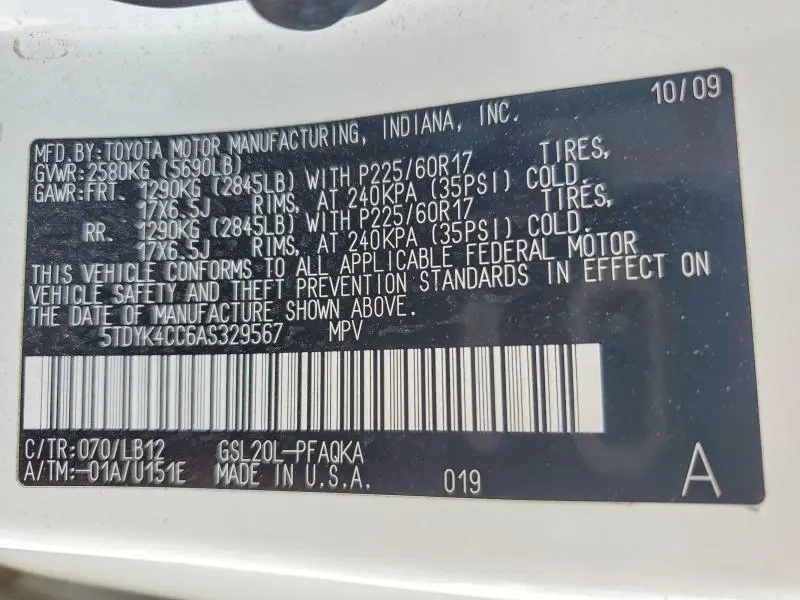 10/09
MFD.BY:TOYOTA MOTOR MANUFACTURING, INDIANA, INC.
GVWR:2580KG (5690LB)
GAWR:FRT. 1290KG (2845LB) WITH P225/60R17 TIRES,
17X6.5J RIMS, AT 240KPA (35PSI) COLD.
RR. 1290KG (2845LB) WITH P225/60R17 TIRES,
17X6.5J RIMS, AT 240KPA (35PSI) COLD.
THIS VEHICLE CONFORMS TO ALL APPLICABLE FEDERAL MOTOR
VEHICLE SAFETY AND THEFT PREVENTION STANDARDS IN EFFECT ON
THE DATE OF MANUFACTURE SHOWN ABOVE.
5TDYK4CC6AS329567 MPV
C/TR:070/LB12 GSL20L-PFAQKA
A/TM:-01A/U151E MADE IN U.S.A. 019 A